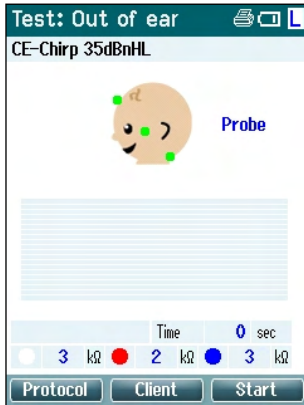 Test: Out of ear L
CE-Chirp 35dBnHL
Probe
Time 0 sec
3 kΩ 2 kΩ 3 kΩ
Protocol Client Start